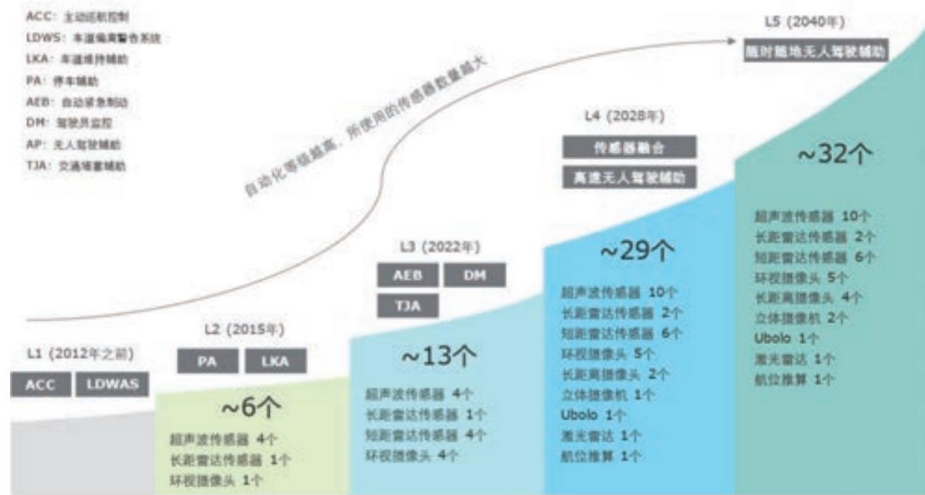 ACC：主动巡航控制
LDWS：车道偏离警告系统
LKA：车道维持辅助
PA：停车辅助
AEB：自动紧急制动
DM：驾驶员监控
AP：无人驾驶辅助
TJA：交通堵塞辅助
自动化等级越高，所使用的传感器数量越大
L1 (2012年之前)
ACC
LDWAS
L2 (2015年)
PA
LKA
~6个
超声波传感器 4个
长距雷达传感器 1个
环视摄像头 1个
L3 (2022年)
AEB
DM
TJA
~13个
超声波传感器 4个
长距雷达传感器 1个
短距雷达传感器 4个
环视摄像头 4个
L4 (2028年)
传感器融合
高速无人驾驶辅助
~29个
超声波传感器 10个
长距雷达传感器 2个
短距雷达传感器 6个
环视摄像头 5个
长距离摄像头 2个
立体摄像机 1个
Ubolo 1个
激光雷达 1个
航位推算 1个
L5 (2040年)
随时随地无人驾驶辅助
~32个
超声波传感器 10个
长距雷达传感器 2个
短距雷达传感器 6个
环视摄像头 5个
长距离摄像头 4个
立体摄像机 2个
Ubolo 1个
激光雷达 1个
航位推算 1个